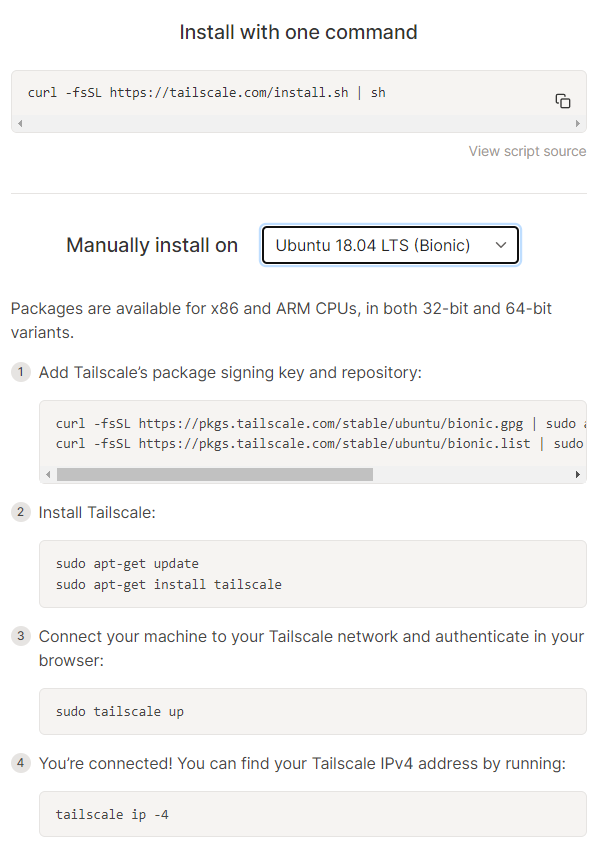 Install with one command
curl -fsSL https://tailscale.com/install.sh | sh
View script source
Manually install on
Ubuntu 18.04 LTS (Bionic)
Packages are available for x86 and ARM CPUs, in both 32-bit and 64-bit
variants.
1 Add Tailscale’s package signing key and repository:
curl -fsSL https://pkgs.tailscale.com/stable/ubuntu/bionic.gpg | sudo
curl -fsSL https://pkgs.tailscale.com/stable/ubuntu/bionic.list | sudo
2 Install Tailscale:
sudo apt-get update
sudo apt-get install tailscale
3 Connect your machine to your Tailscale network and authenticate in your
browser:
sudo tailscale up
4 You’re connected! You can find your Tailscale IPv4 address by running:
tailscale ip -4